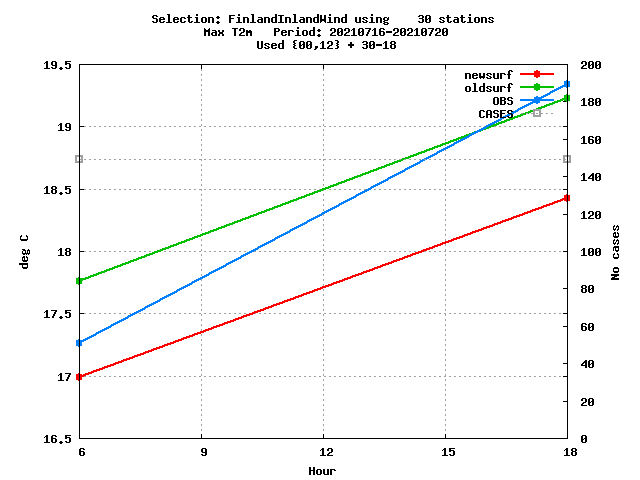 Selection: FinlandInlandWind using    30 stations
Max T2m   Period: 20210716-20210720
Used {00,12} + 30-18
newsurf
oldsurf
OBS
CASES
19.5
19
18.5
18
17.5
17
16.5
deg C
200
180
160
140
120
100
80
60
40
20
0
No cases
6 9 12 15 18
Hour